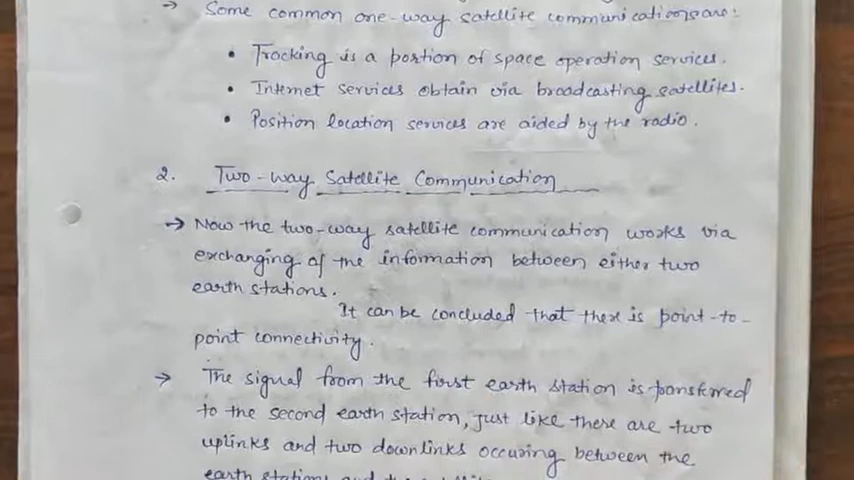 → Some common one-way satellite communications are:
• Tracking is a portion of space operation services.
• Internet services obtain via broadcasting satellites.
• Position location services are aided by the radio.
2. Two-way Satellite Communication
→ Now the two-way satellite communication works via
exchanging of the information between either two
earth stations.
It can be concluded that there is point-to-
point connectivity.
→ The signal from the first earth station is transferred
to the second earth station, just like there are two
uplinks and two downlinks occuring between the
earth stations and the